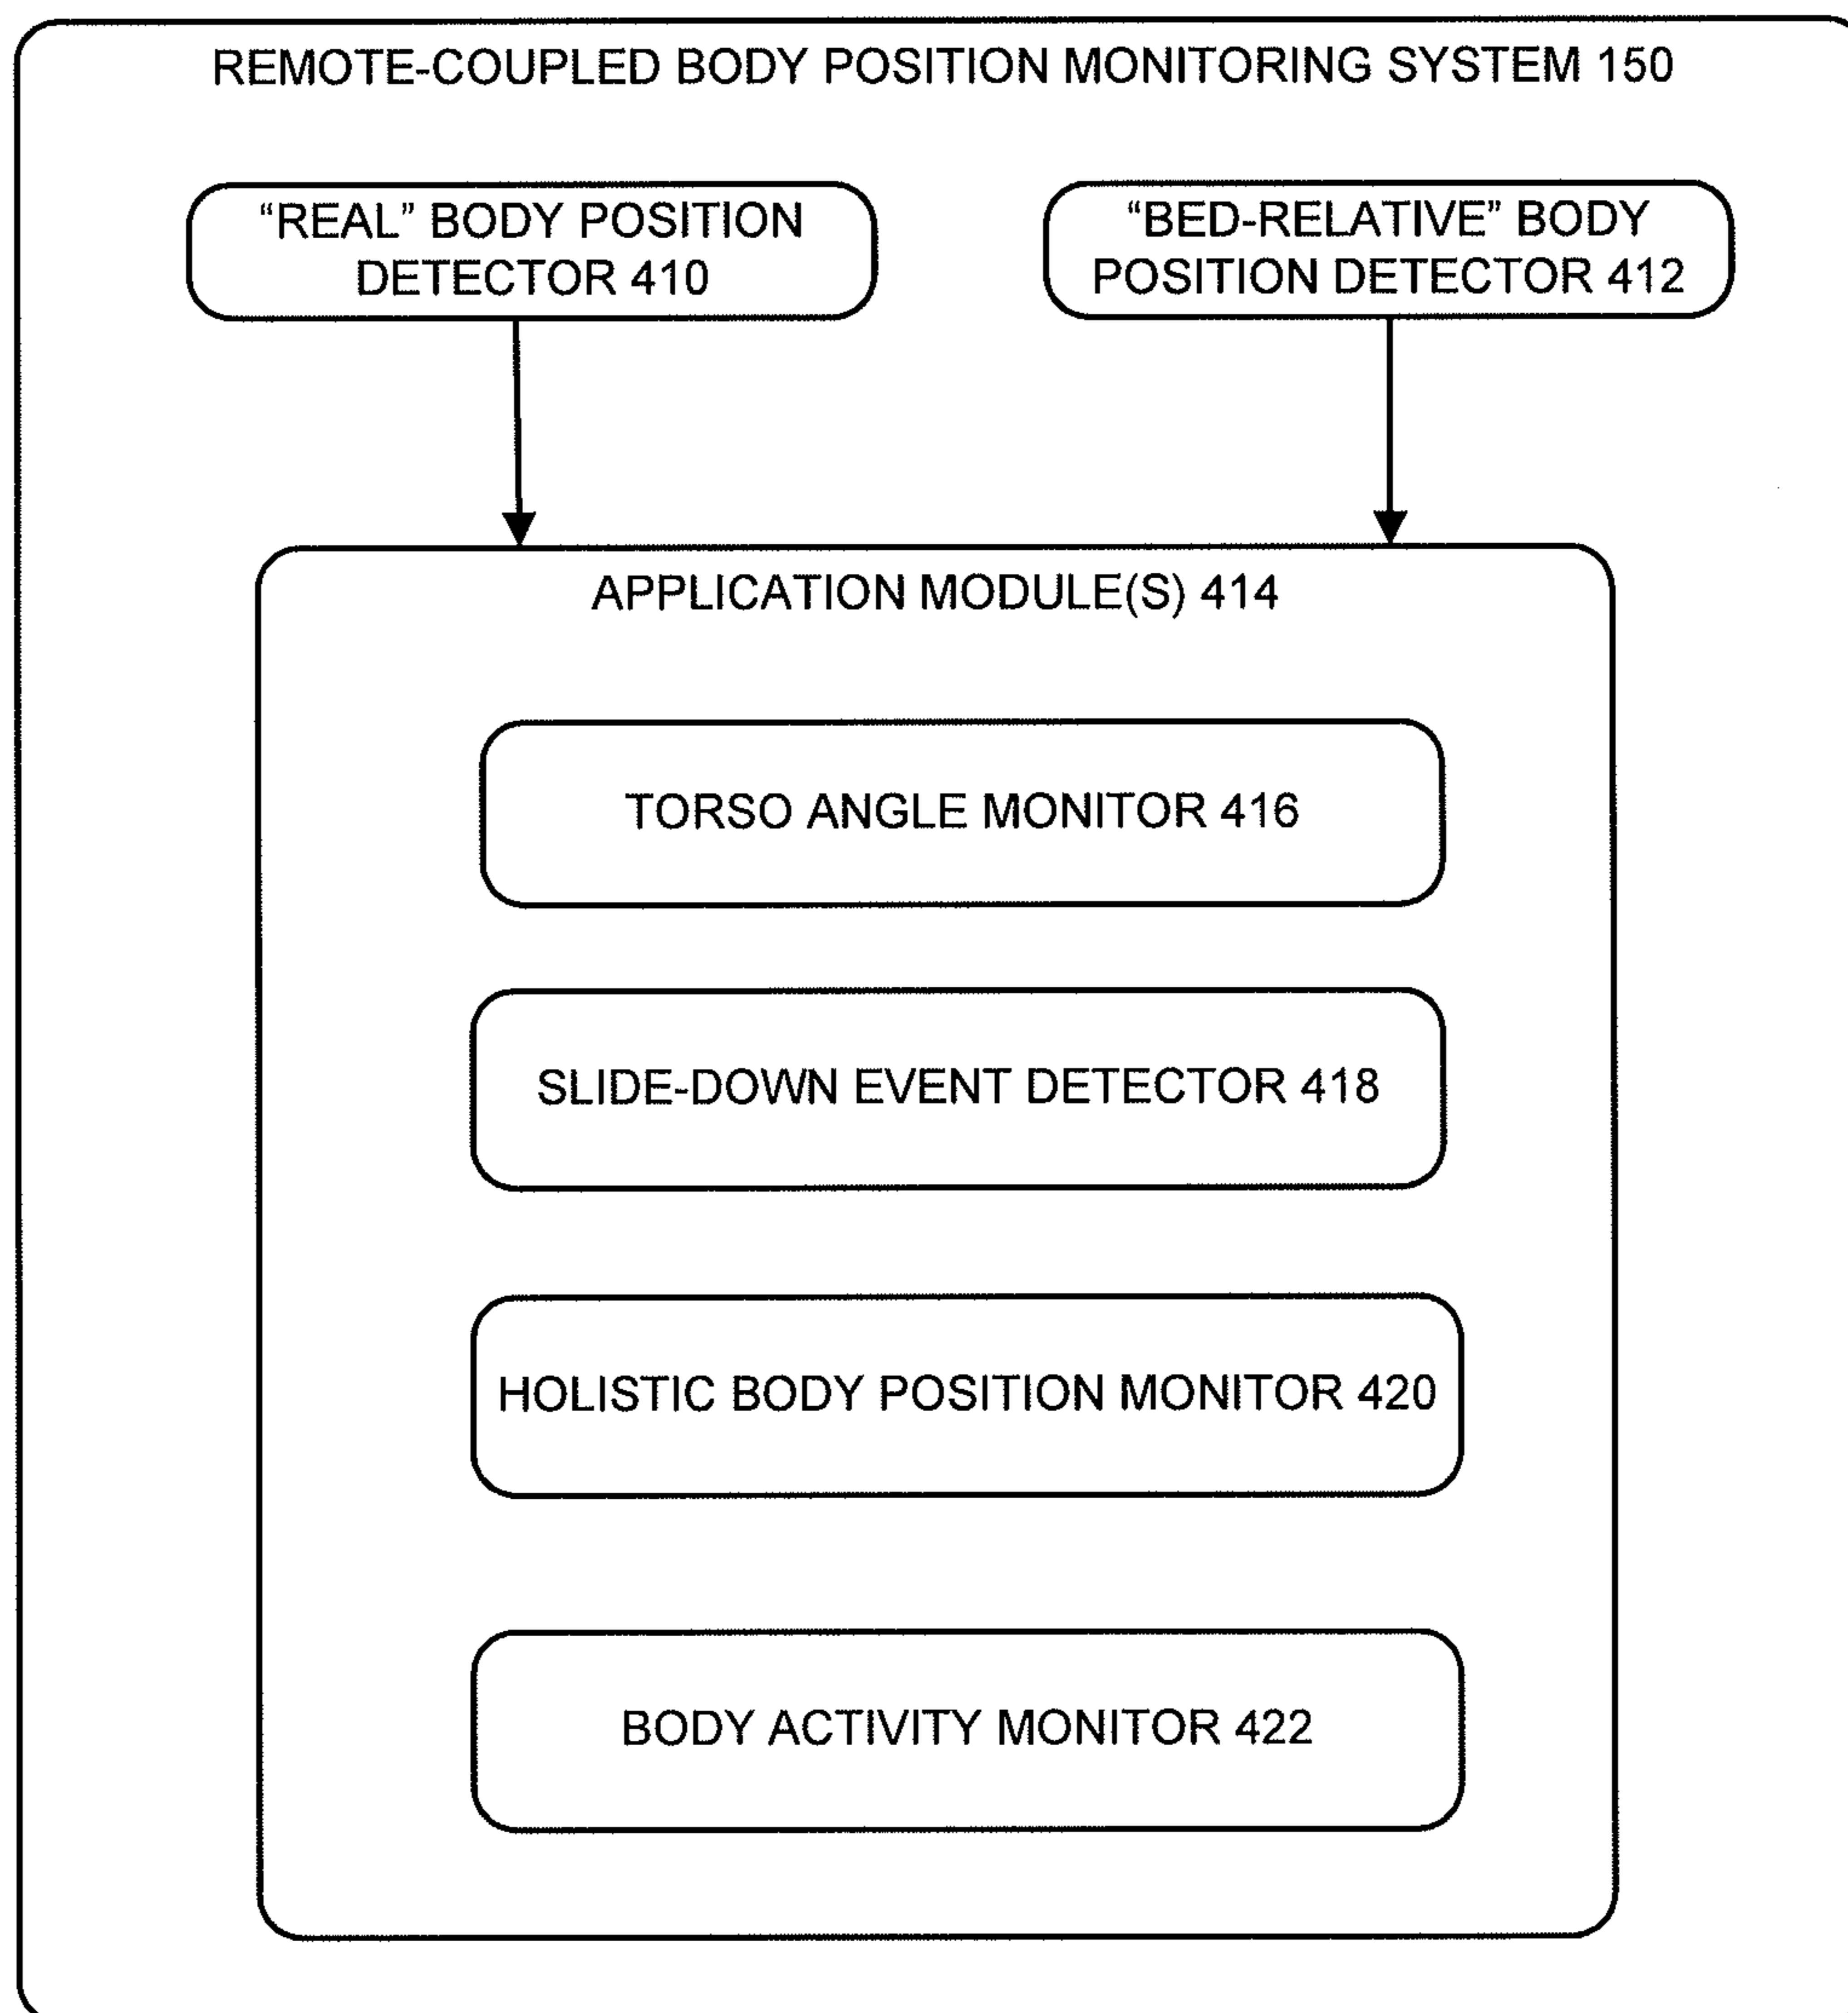 REMOTE-COUPLED BODY POSITION MONITORING SYSTEM 150
“REAL” BODY POSITION
DETECTOR 410
“BED-RELATIVE” BODY
POSITION DETECTOR 412
APPLICATION MODULE(S) 414
TORSO ANGLE MONITOR 416
SLIDE-DOWN EVENT DETECTOR 418
HOLISTIC BODY POSITION MONITOR 420
BODY ACTIVITY MONITOR 422